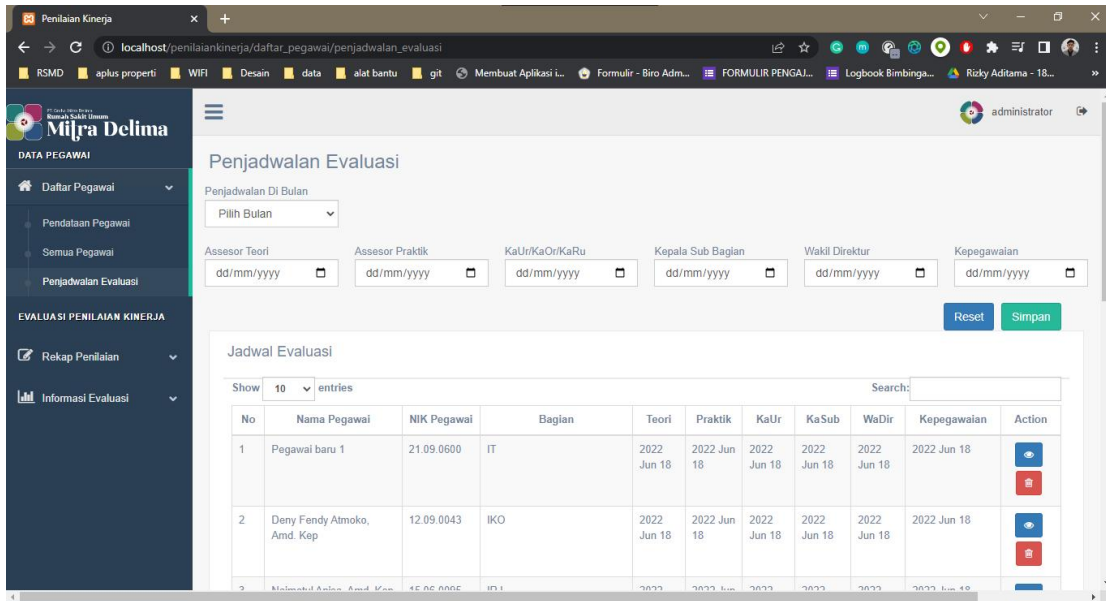 Penilaian Kinerja
localhost/penilaiankinerja/daftar_pegawai/penjadwalan_evaluasi
RSMD aplus properti WIFI Desain data alat bantu git Membuat Aplikasi i... Formulir - Biro Adm... FORMULIR PENGAJ... Logbook Bimbinga... Rizky Aditama - 18... »
Rumah Sakit Umum
Mitra Delima
administrator
DATA PEGAWAI
Daftar Pegawai
Pendataan Pegawai
Semua Pegawai
Penjadwalan Evaluasi
EVALUASI PENILAIAN KINERJA
Rekap Penilaian
Informasi Evaluasi
Penjadwalan Evaluasi
Penjadwalan Di Bulan
Pilih Bulan
Assesor Teori Assesor Praktik KaUr/KaOr/KaRu Kepala Sub Bagian Wakil Direktur Kepegawaian
dd/mm/yyyy dd/mm/yyyy dd/mm/yyyy dd/mm/yyyy dd/mm/yyyy dd/mm/yyyy
Reset Simpan
Jadwal Evaluasi
Show 10 entries Search:
No Nama Pegawai NIK Pegawai Bagian Teori Praktik KaUr KaSub WaDir Kepegawaian Action
1 Pegawai baru 1 21.09.0600 IT 2022 2022 Jun 2022 2022 2022 2022 Jun 18
Jun 18 18 Jun 18 Jun 18 Jun 18
2 Deny Fendy Atmoko, 12.09.0043 IKO 2022 2022 Jun 2022 2022 2022 2022 Jun 18
Amd. Kep Jun 18 18 Jun 18 Jun 18 Jun 18